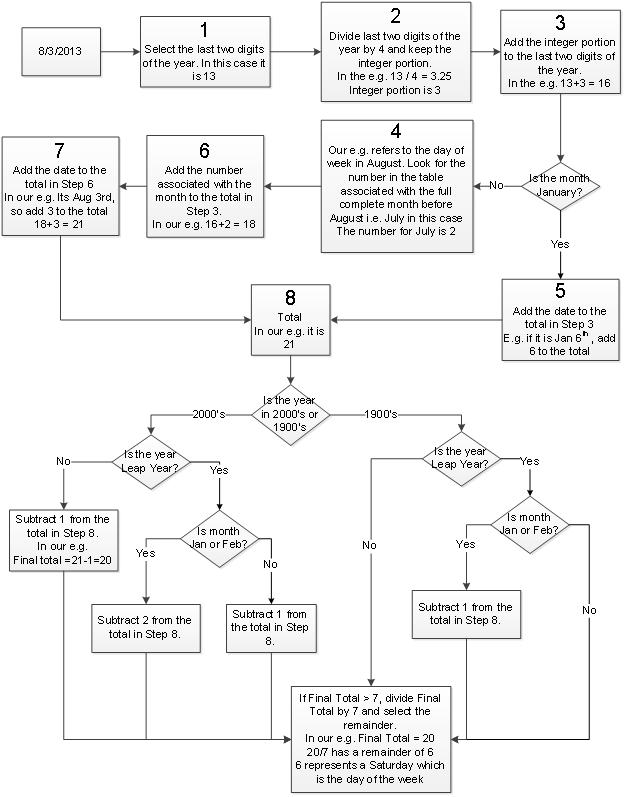 8/3/2013
1
Select the last two digits
of the year. In this case it
is 13
2
Divide last two digits of the
year by 4 and keep the
integer portion.
In the e.g. 13 / 4 = 3.25
Integer portion is 3
3
Add the integer portion
to the last two digits of
the year.
In the e.g. 13+3 = 16
Is the month
January?
No
Yes
4
Our e.g. refers to the day of
week in August. Look for the
number in the table
associated with the full
complete month before
August i.e. July in this case
The number for July is 2
6
Add the number
associated with the
month to the total in
Step 3.
In our e.g. 16+2 = 18
7
Add the date to the
total in Step 6
In our e.g. Its Aug 3rd,
so add 3 to the total
18+3 = 21
5
Add the date to the
total in Step 3
E.g. if it is Jan 6th , add
6 to the total
8
Total
In our e.g. it is
21
Is the year
in 2000's or
1900's
2000's
1900's
Is the year
Leap Year?
No
Yes
Subtract 1 from the
total in Step 8.
In our e.g.
Final total =21-1=20
Is month
Jan or Feb?
Yes
No
Subtract 2 from the
total in Step 8.
Subtract 1 from
the total in Step
8.
Is the year
Leap Year?
No
Yes
Is month
Jan or Feb?
Yes
No
Subtract 1 from the
total in Step 8.
If Final Total > 7, divide Final
Total by 7 and select the
remainder.
In our e.g. Final Total = 20
20/7 has a remainder of 6
6 represents a Saturday which
is the day of the week